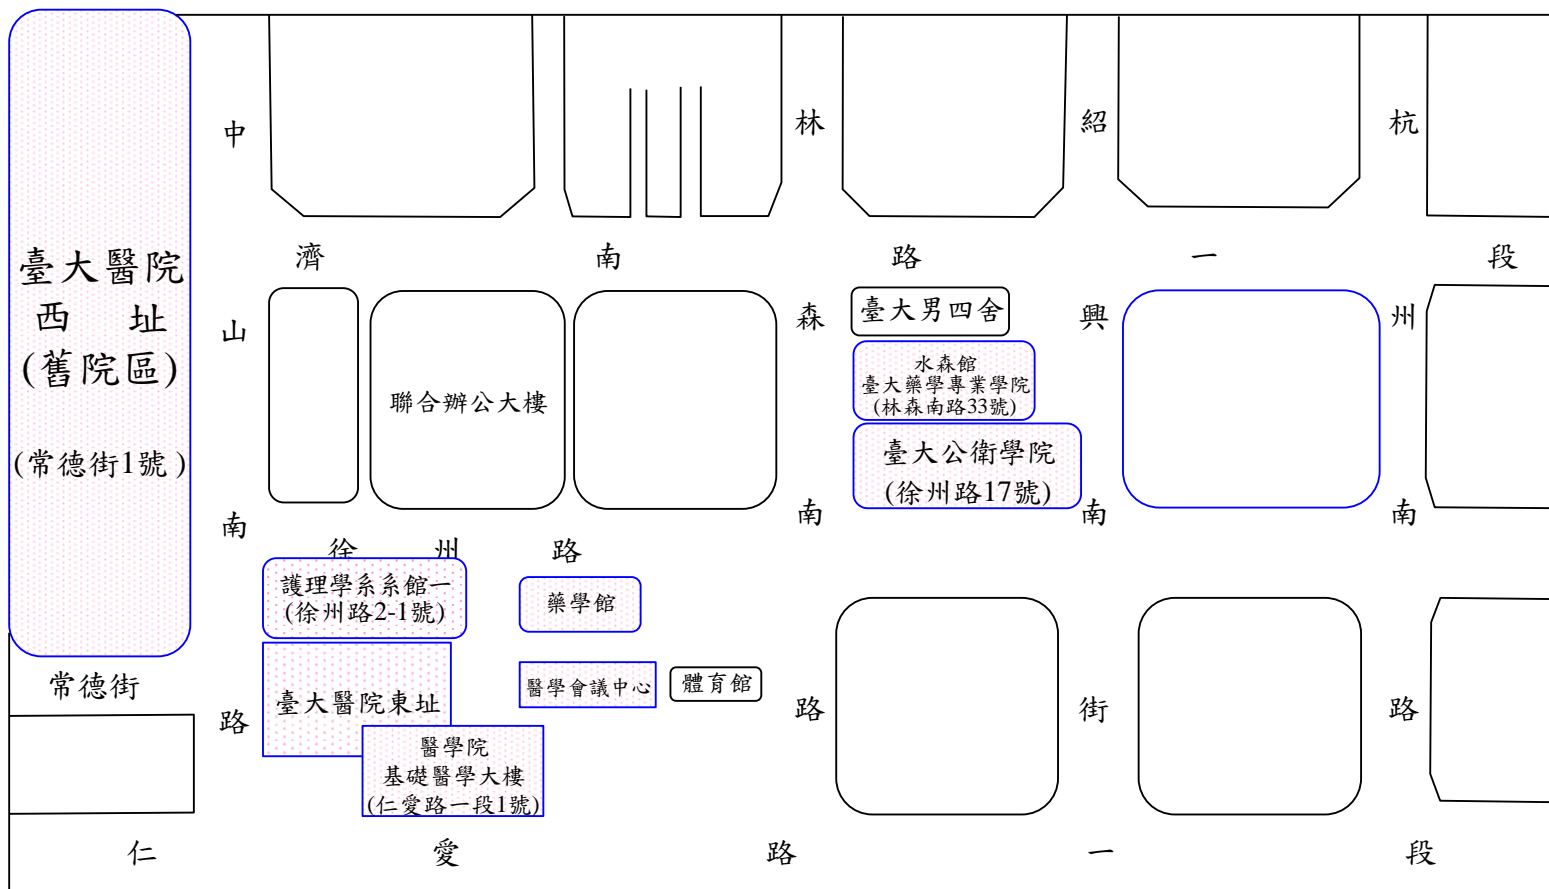 臺大醫院
西 址
(舊院區)
(常德街1號)
常德街
中山南路
濟南路一段
林森南路
紹興南街
杭州南路
聯合辦公大樓
臺大男四舍
水森館
臺大藥學專業學院
(林森南路33號)
臺大公衛學院
(徐州路17號)
徐州路
護理學系系館一
(徐州路2-1號)
藥學館
臺大醫院東址
醫學會議中心
體育館
醫學院
基礎醫學大樓
(仁愛路一段1號)
仁愛路一段